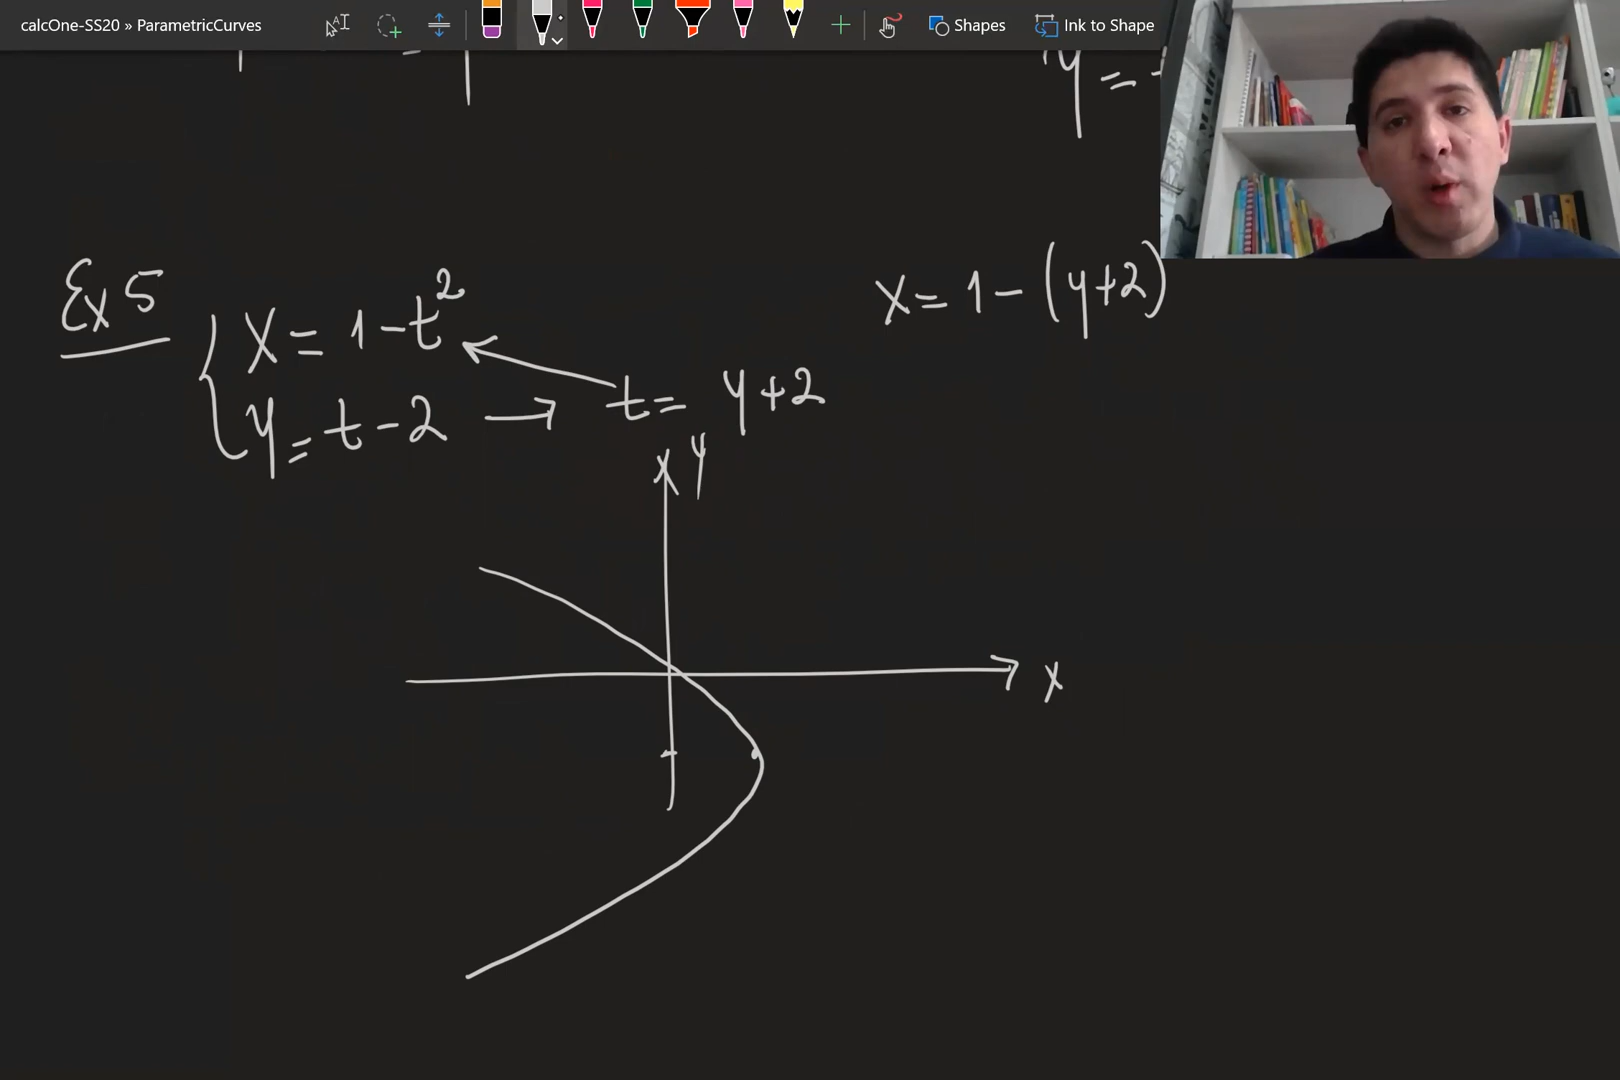 calcOne-SS20 » ParametricCurves
Shapes
Ink to Shape
y =
Ex 5
x = 1 - t²
x = 1 - (y+2)
y = t - 2 → t = y+2
y
x